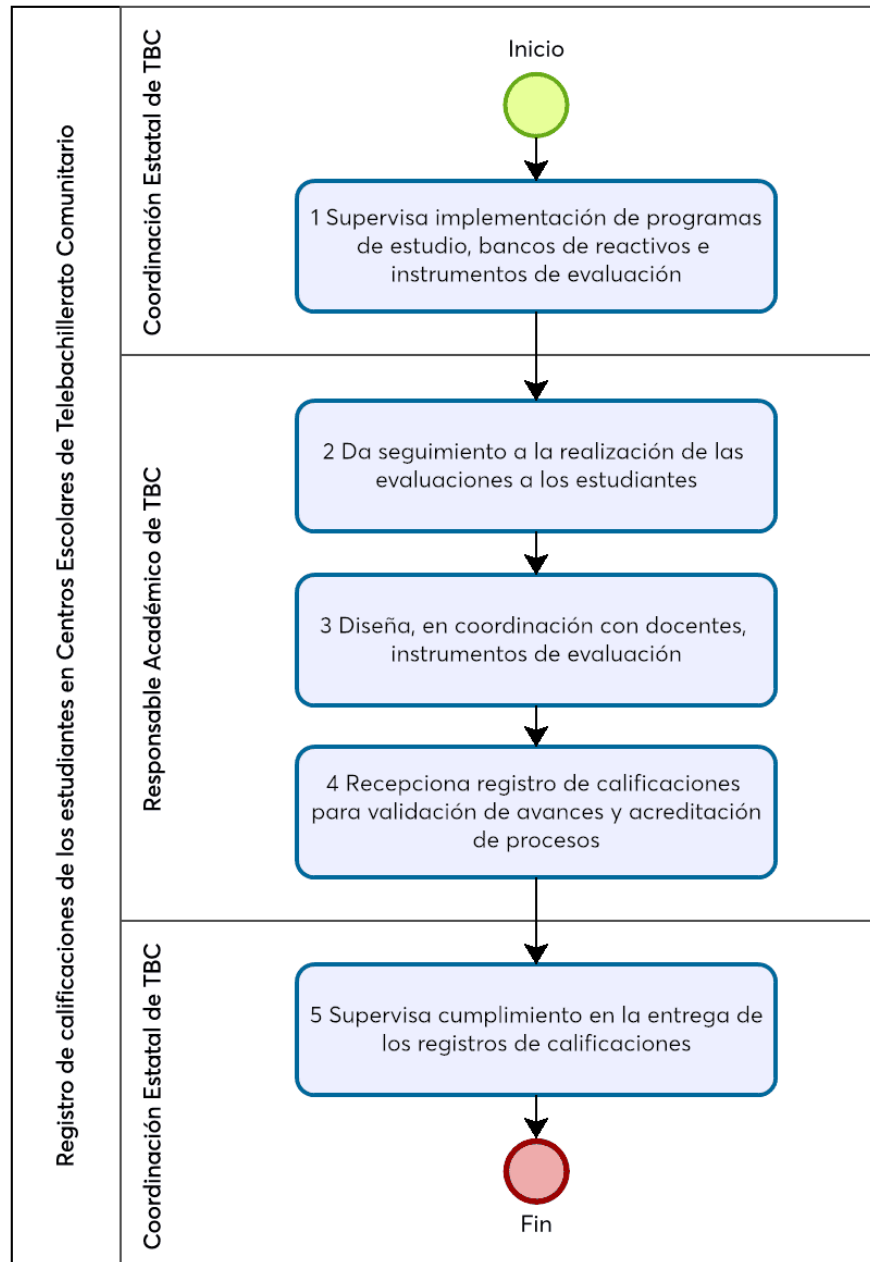 Registro de calificaciones de los estudiantes en Centros Escolares de Telebachillerato Comunitario
Coordinación Estatal de TBC
Inicio
1 Supervisa implementación de programas
de estudio, bancos de reactivos e
instrumentos de evaluación
Responsable Académico de TBC
2 Da seguimiento a la realización de las
evaluaciones a los estudiantes
3 Diseña, en coordinación con docentes,
instrumentos de evaluación
4 Recepciona registro de calificaciones
para validación de avances y acreditación
de procesos
Coordinación Estatal de TBC
5 Supervisa cumplimiento en la entrega de
los registros de calificaciones
Fin